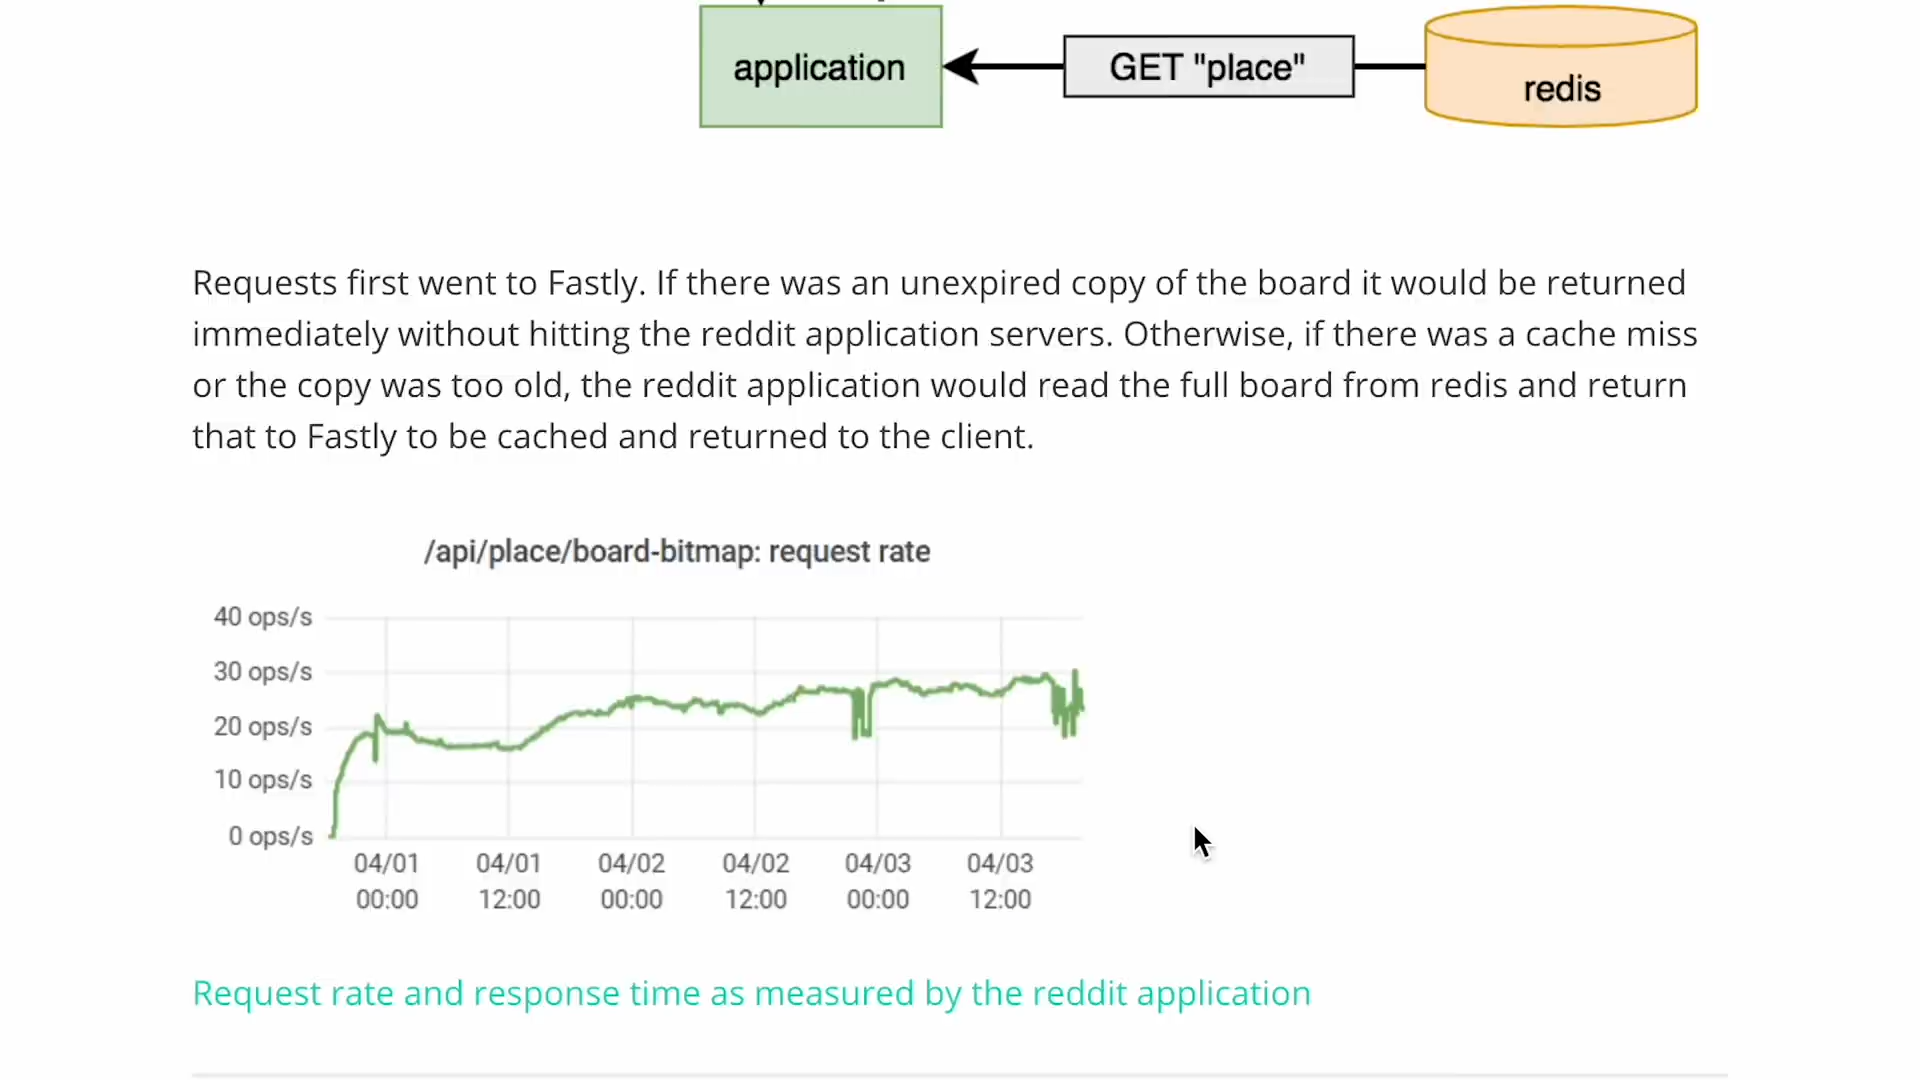 application
GET "place"
redis
Requests first went to Fastly. If there was an unexpired copy of the board it would be returned
immediately without hitting the reddit application servers. Otherwise, if there was a cache miss
or the copy was too old, the reddit application would read the full board from redis and return
that to Fastly to be cached and returned to the client.
/api/place/board-bitmap: request rate
40 ops/s
30 ops/s
20 ops/s
10 ops/s
0 ops/s
04/01 04/01 04/02 04/02 04/03 04/03
00:00 12:00 00:00 12:00 00:00 12:00
Request rate and response time as measured by the reddit application